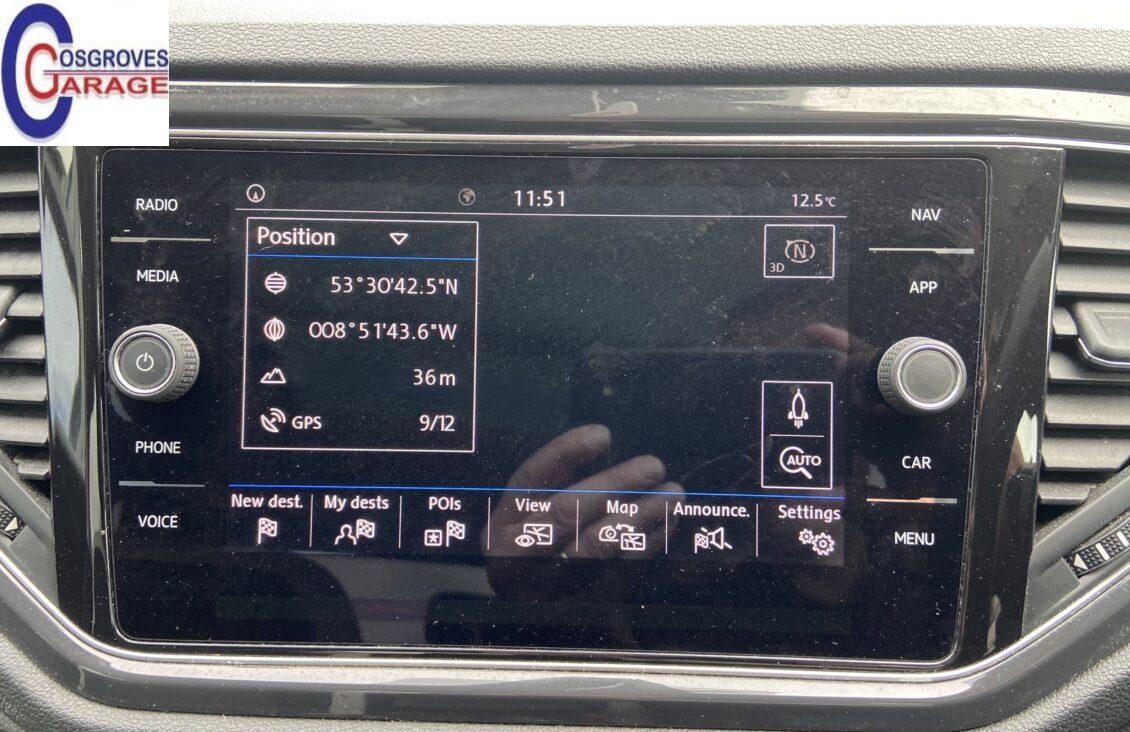 COSGROVES
GARAGE
RADIO
MEDIA
PHONE
VOICE
11:51
12.5°C
Position
53°30'42.5"N
008°51'43.6"W
36m
GPS 9/12
N
3D
AUTO
New dest.
My dests
POIs
View
Map
Announce.
Settings
NAV
APP
CAR
MENU